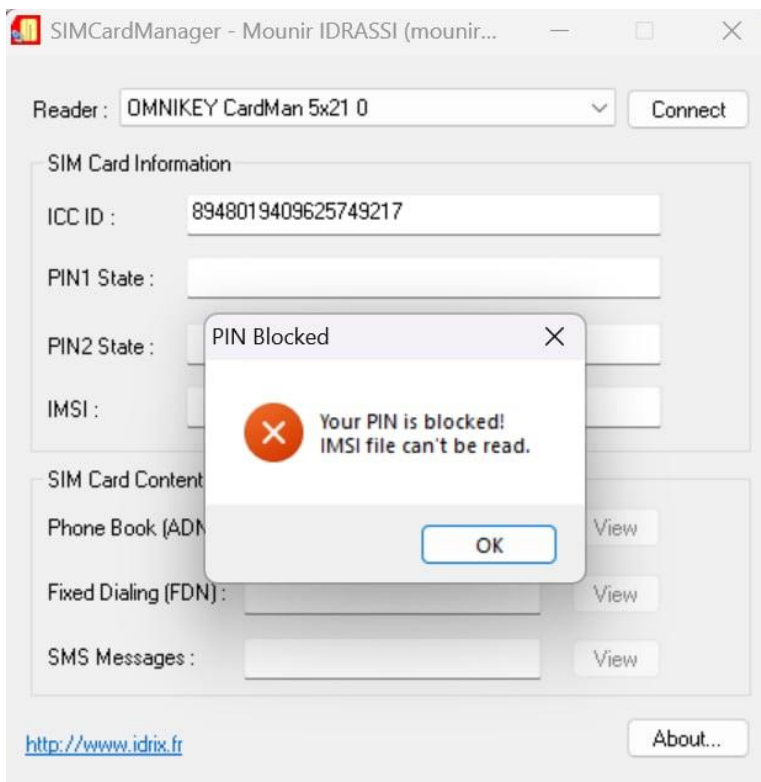 SIMCardManager - Mounir IDRASSI (mounir...
Reader : OMNIKEY CardMan 5x21 0 Connect
SIM Card Information
ICC ID : 8948019409625749217
PIN1 State :
PIN Blocked
PIN2 State :
Your PIN is blocked!
IMSI :
IMSI file can't be read.
SIM Card Content
Phone Book (ADN View
OK
Fixed Dialing (FDN) : View
SMS Messages : View
http://www.idrix.fr About...